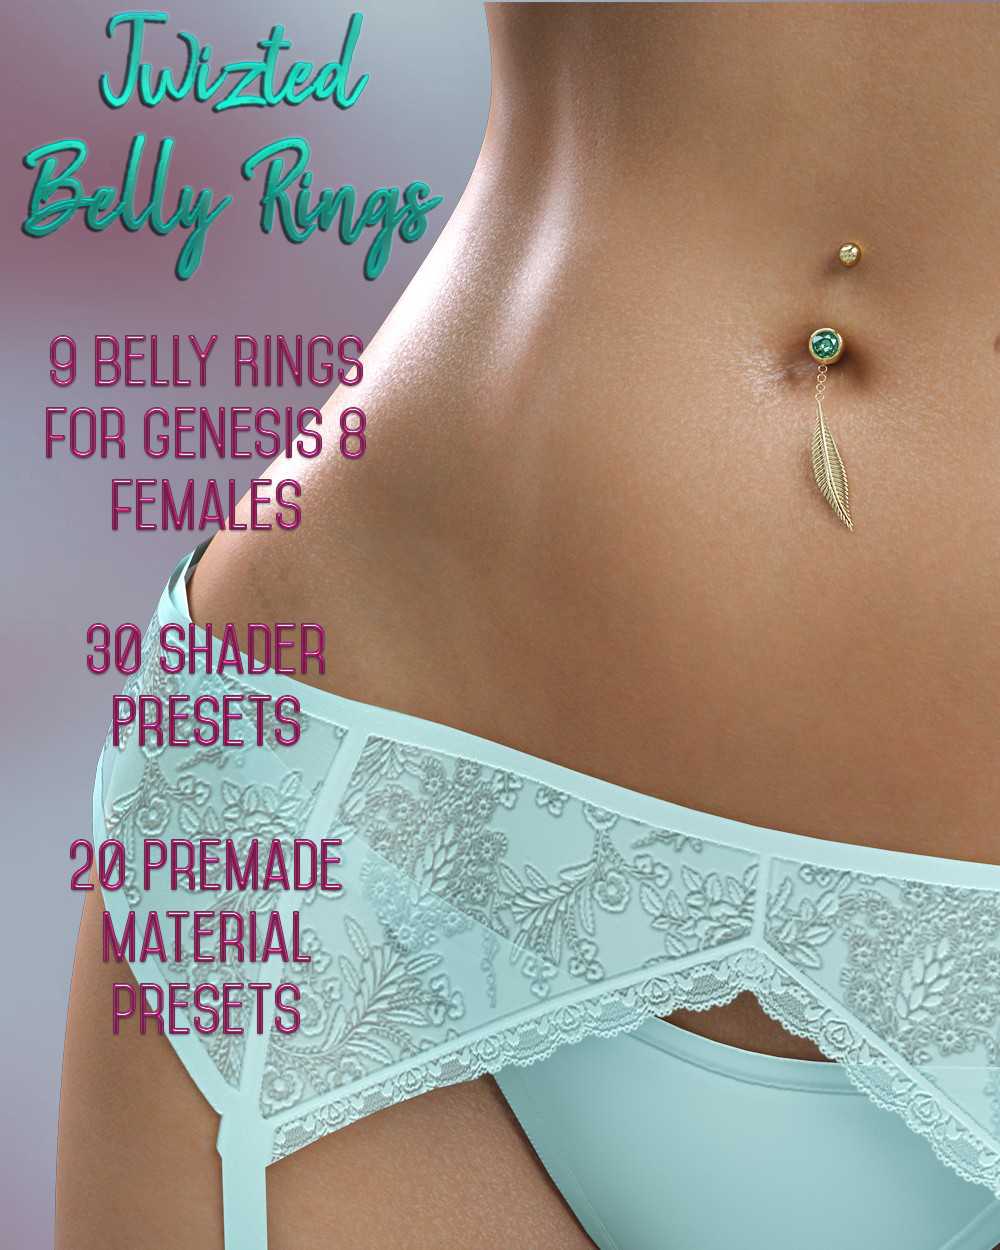 Twizted
Belly Rings
9 BELLY RINGS
FOR GENESIS 8
FEMALES
30 SHADER
PRESETS
20 PREMADE
MATERIAL
PRESETS